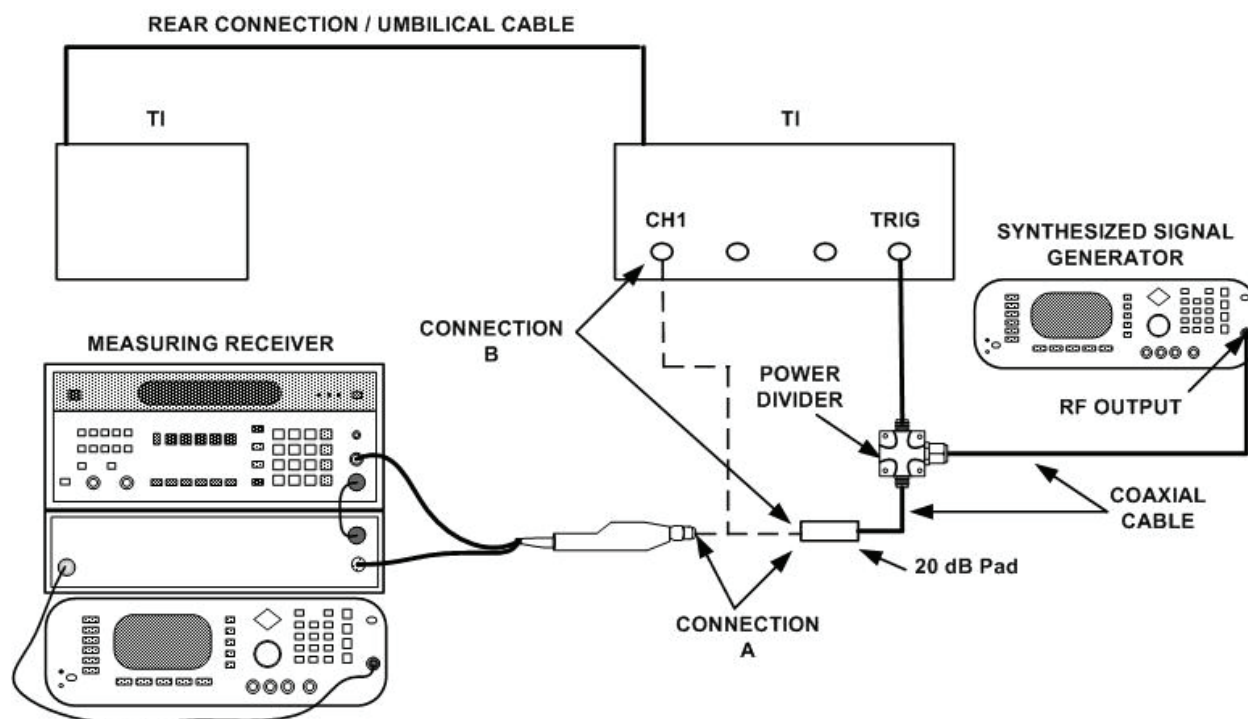 REAR CONNECTION / UMBILICAL CABLE
TI
TI
CH1
TRIG
SYNTHESIZED SIGNAL
GENERATOR
CONNECTION
B
MEASURING RECEIVER
POWER
DIVIDER
RF OUTPUT
COAXIAL
CABLE
20 dB Pad
CONNECTION
A